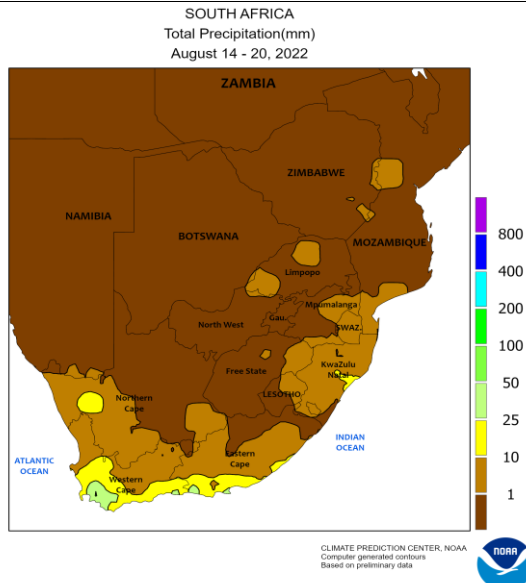 SOUTH AFRICA
Total Precipitation(mm)
August 14 - 20, 2022
ZAMBIA
ZIMBABWE
NAMIBIA
BOTSWANA
MOZAMBIQUE
Limpopo
Mpumalanga
Gau.
North West
SWAZ.
KwaZulu
Natal
Free State
LESOTHO
Northern
Cape
Eastern
Cape
Western
Cape
ATLANTIC
OCEAN
INDIAN
OCEAN
800
400
200
100
50
25
10
1
CLIMATE PREDICTION CENTER, NOAA
Computer generated contours
Based on preliminary data
NOAA